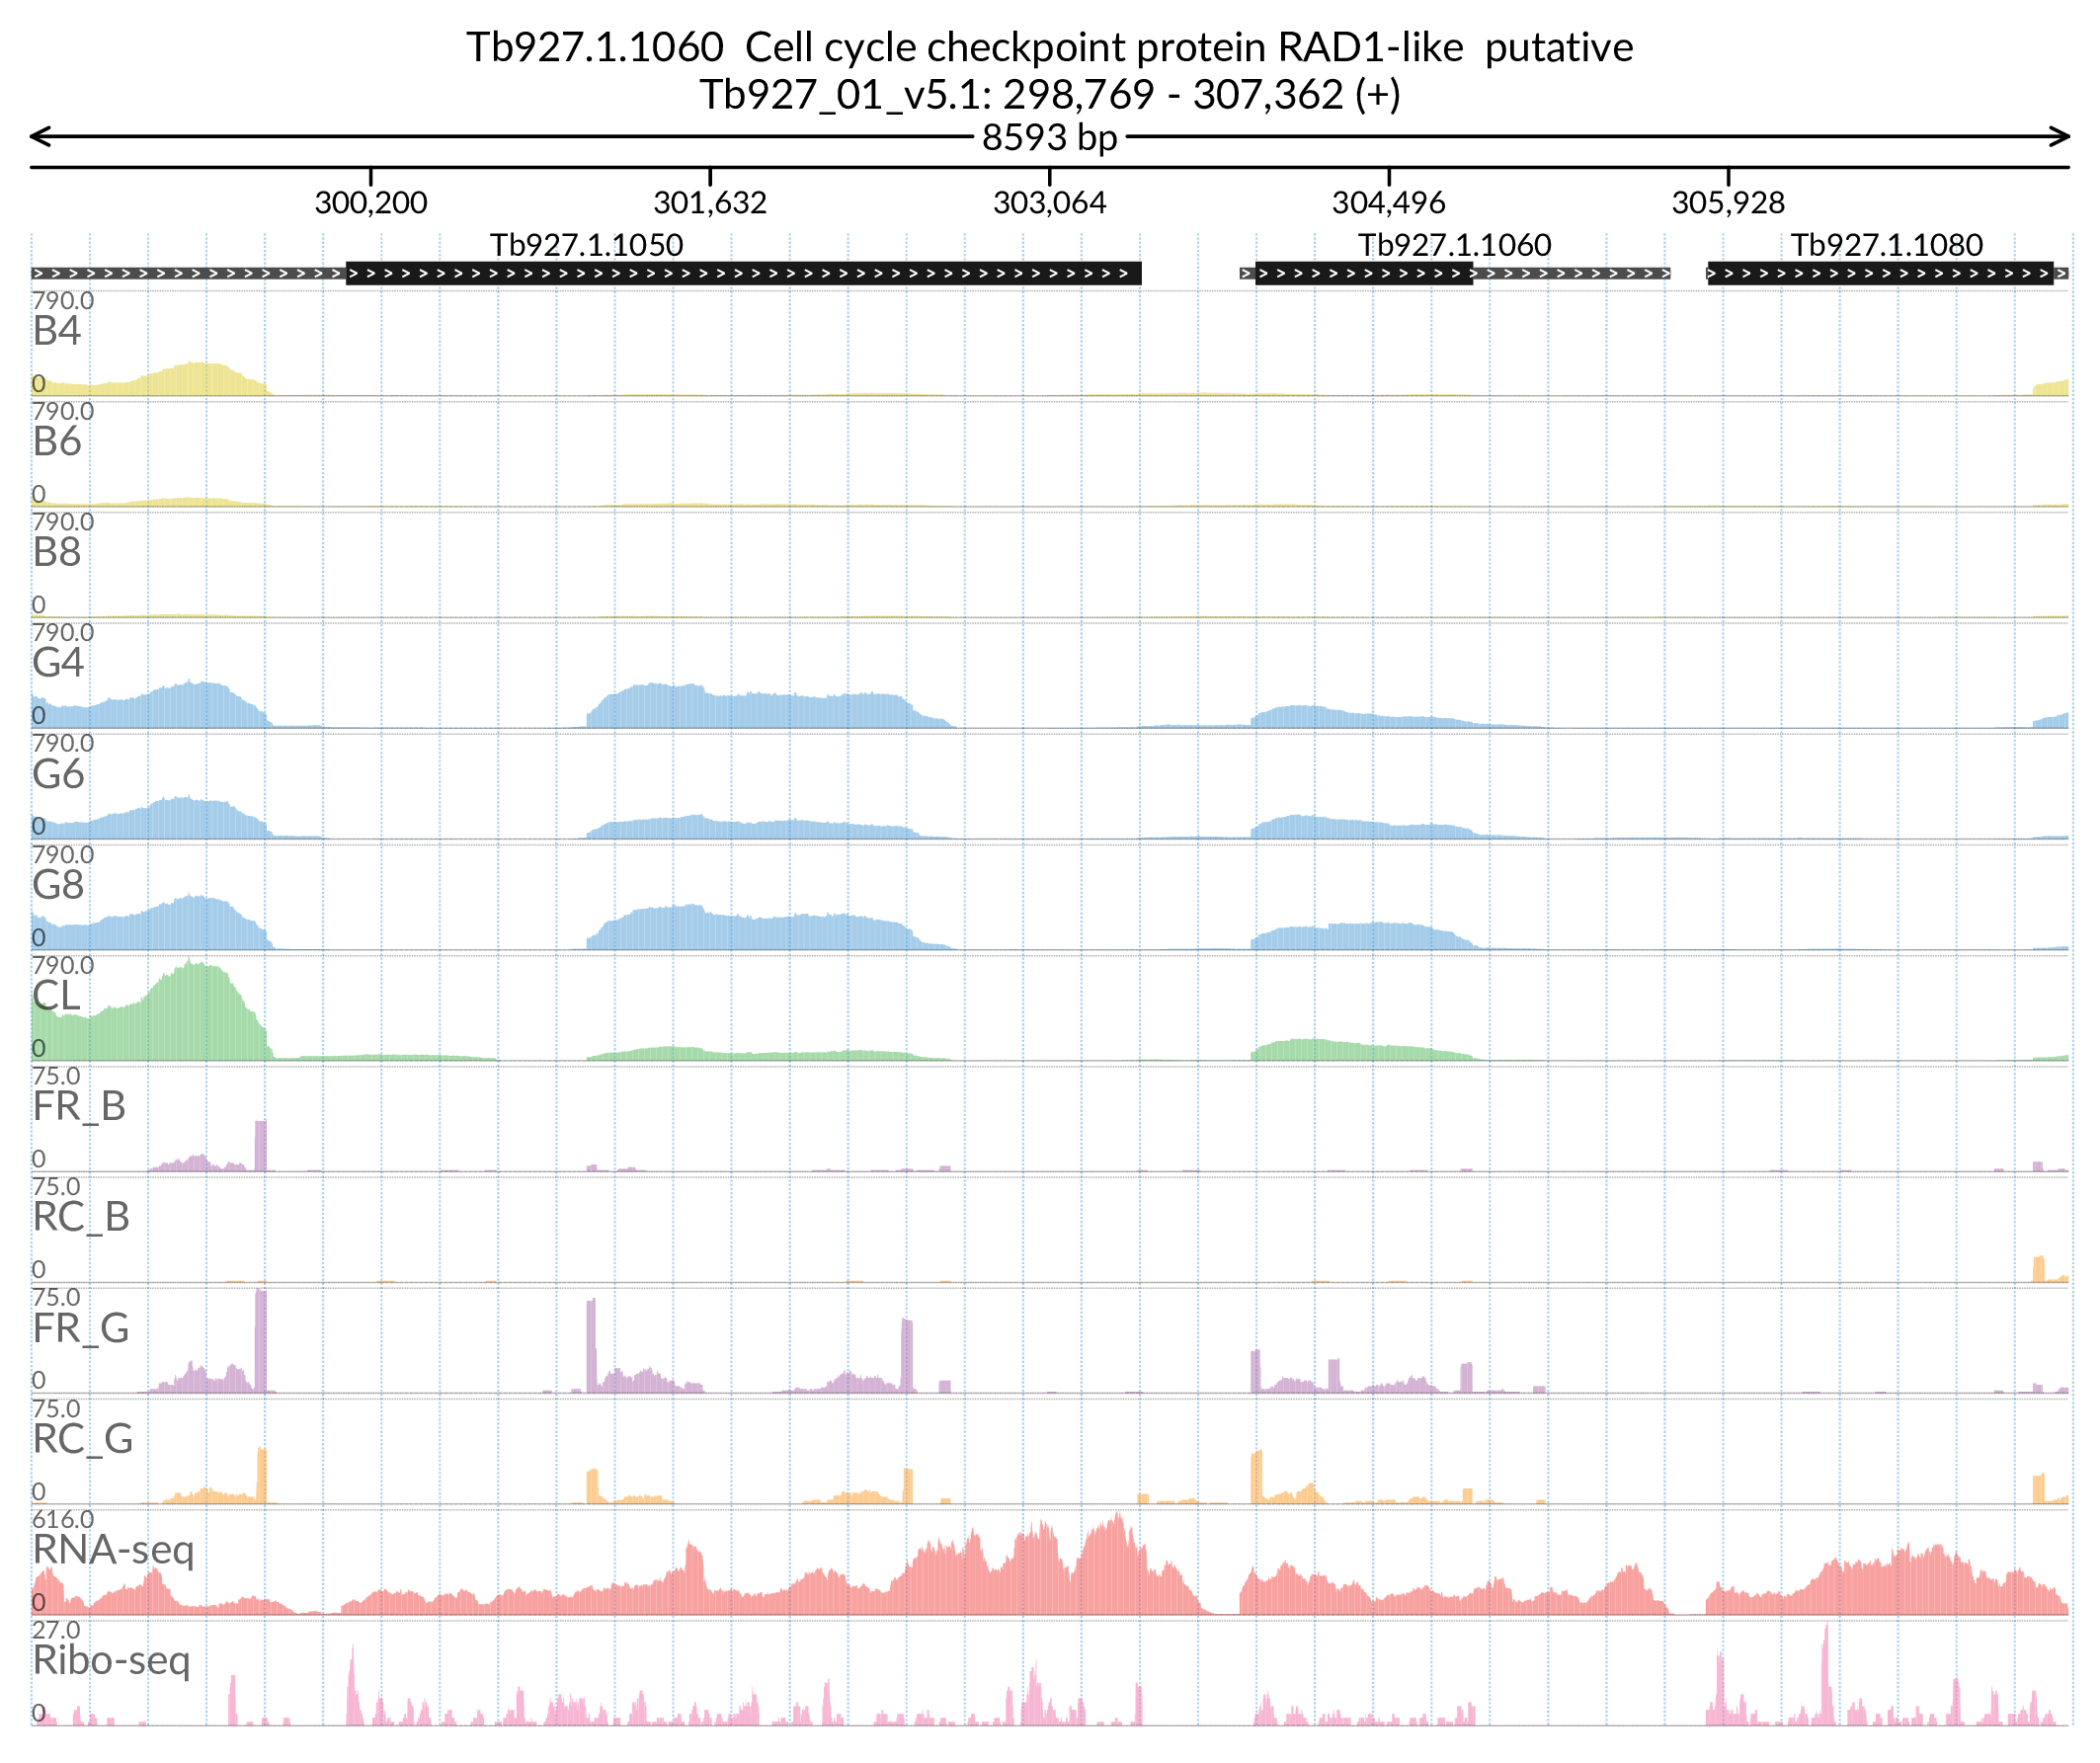 Tb927.1.1060  Cell cycle checkpoint protein RAD1-like  putative
Tb927_01_v5.1: 298,769 - 307,362 (+)
8593 bp
300,200 301,632 303,064 304,496 305,928
Tb927.1.1050 Tb927.1.1060 Tb927.1.1080
790.0
B4
0
790.0
B6
0
790.0
B8
0
790.0
G4
0
790.0
G6
0
790.0
G8
0
790.0
CL
0
75.0
FR_B
0
75.0
RC_B
0
75.0
FR_G
0
75.0
RC_G
0
616.0
RNA-seq
0
27.0
Ribo-seq
0